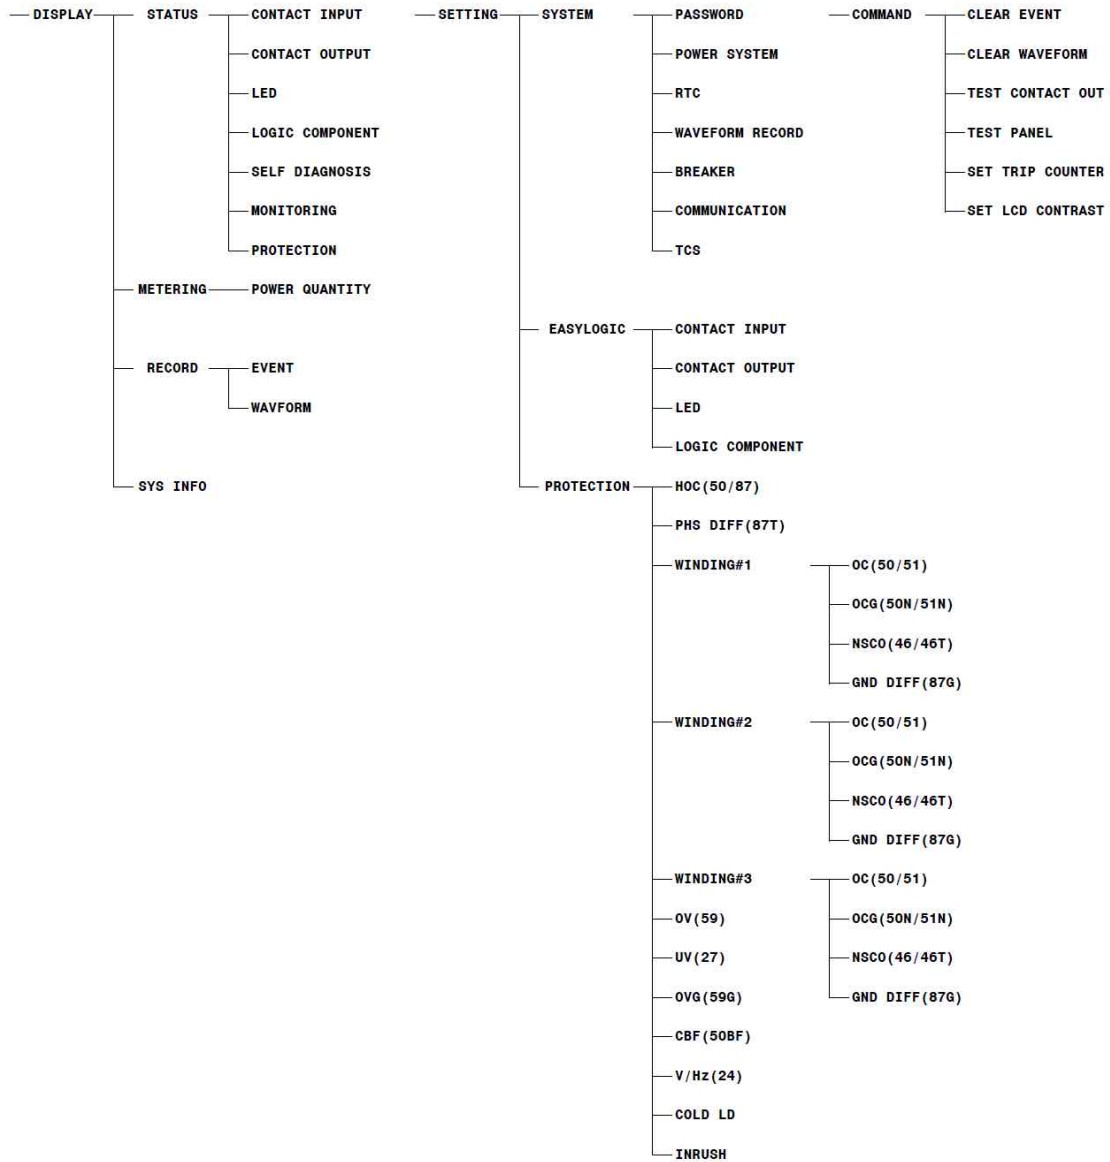 DISPLAY STATUS CONTACT INPUT SETTING SYSTEM PASSWORD COMMAND CLEAR EVENT
CONTACT OUTPUT POWER SYSTEM CLEAR WAVEFORM
LED RTC TEST CONTACT OUT
LOGIC COMPONENT WAVEFORM RECORD TEST PANEL
SELF DIAGNOSIS BREAKER SET TRIP COUNTER
MONITORING COMMUNICATION SET LCD CONTRAST
PROTECTION TCS
METERING POWER QUANTITY
EASYLOGIC CONTACT INPUT
RECORD EVENT CONTACT OUTPUT
WAVFORM LED
LOGIC COMPONENT
SYS INFO PROTECTION HOC(50/87)
PHS DIFF(87T)
WINDING#1 OC(50/51)
OCG(50N/51N)
NSCO(46/46T)
GND DIFF(87G)
WINDING#2 OC(50/51)
OCG(50N/51N)
NSCO(46/46T)
GND DIFF(87G)
WINDING#3 OC(50/51)
OV(59) OCG(50N/51N)
UV(27) NSCO(46/46T)
OVG(59G) GND DIFF(87G)
CBF(50BF)
V/Hz(24)
COLD LD
INRUSH